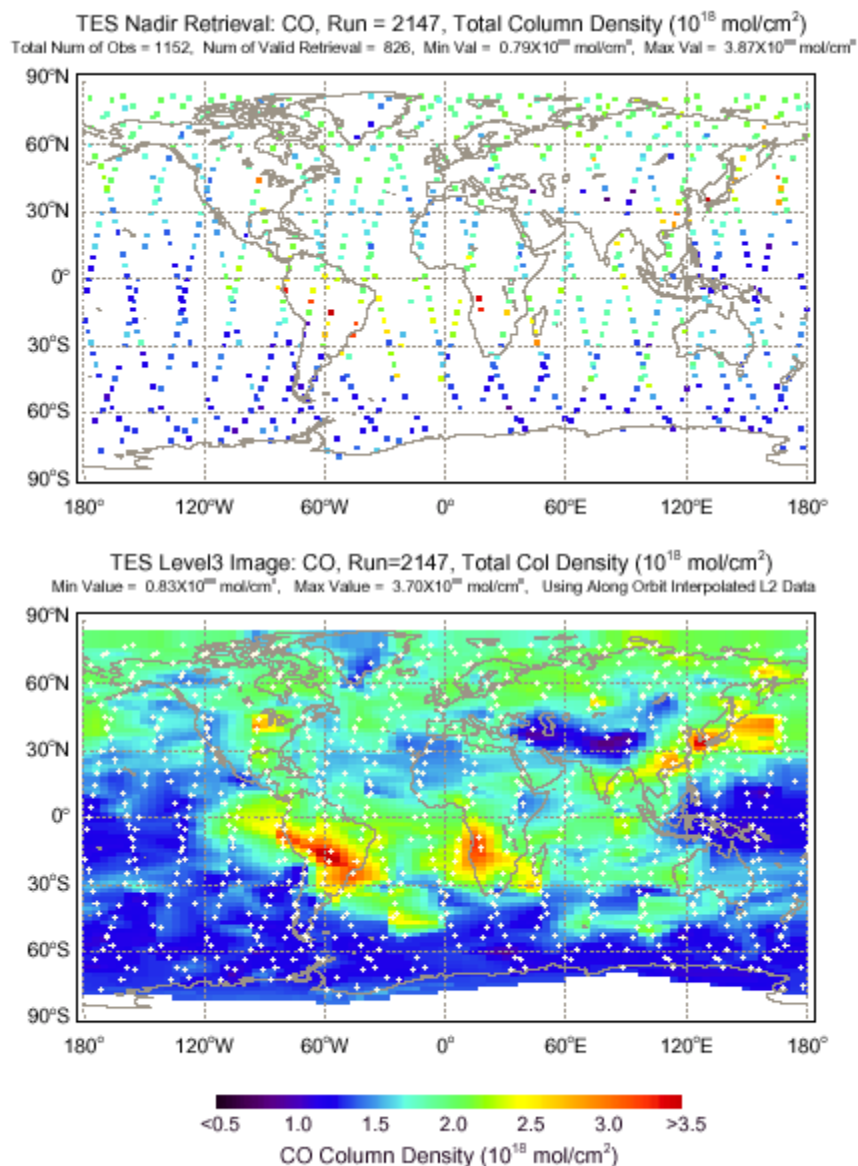 TES Nadir Retrieval: CO, Run = 2147, Total Column Density (10¹⁸ mol/cm²)
Total Num of Obs = 1152, Num of Valid Retrieval = 826, Min Val = 0.79X10 mol/cm, Max Val = 3.87X10 mol/cm
90°N
60°N
30°N
0°
30°S
60°S
90°S
180° 120°W 60°W 0° 60°E 120°E 180°
TES Level3 Image: CO, Run=2147, Total Col Density (10¹⁸ mol/cm²)
Min Value = 0.83X10 mol/cm, Max Value = 3.70X10 mol/cm, Using Along Orbit Interpolated L2 Data
90°N
60°N
30°N
0°
30°S
60°S
90°S
180° 120°W 60°W 0° 60°E 120°E 180°
<0.5 1.0 1.5 2.0 2.5 3.0 >3.5
CO Column Density (10¹⁸ mol/cm²)